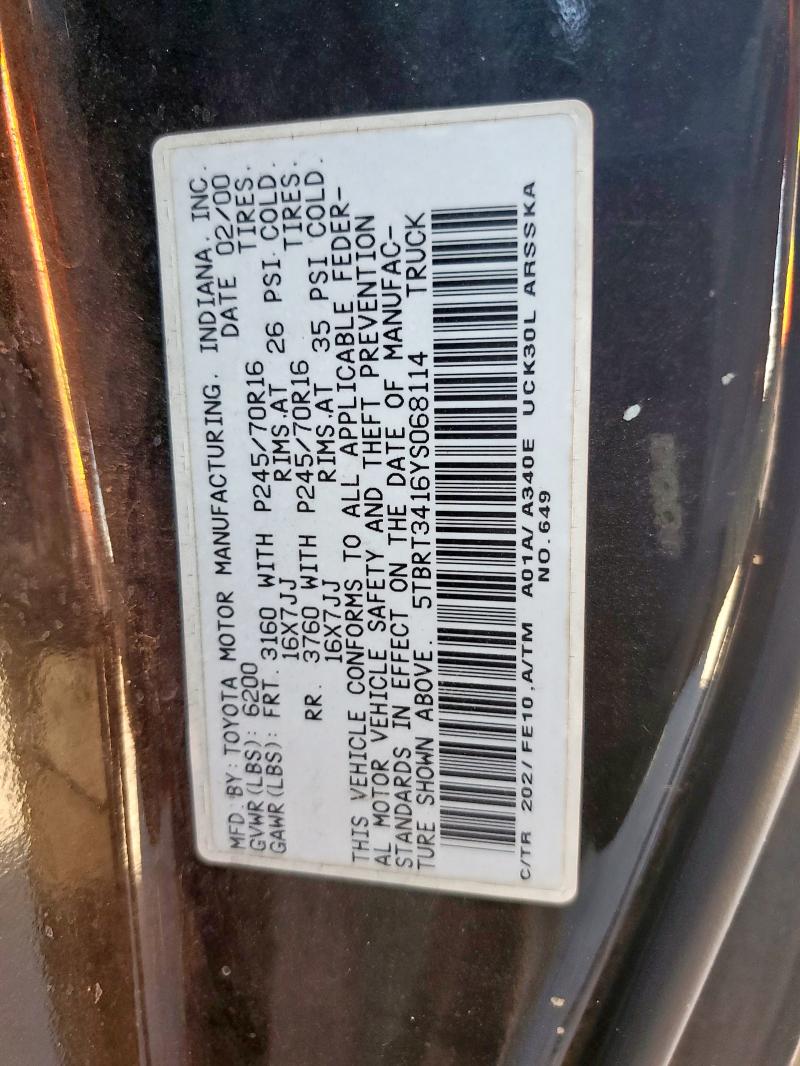 MFD. BY: TOYOTA MOTOR MANUFACTURING. INDIANA. INC.
GVWR(LBS): 6200 DATE 02/00
GAWR(LBS): FRT. 3160 WITH P245/70R16 TIRES.
16X7JJ RIMS.AT 26 PSI COLD.
RR. 3760 WITH P245/70R16 TIRES.
16X7JJ RIMS.AT 35 PSI COLD.
THIS VEHICLE CONFORMS TO ALL APPLICABLE FEDER-
AL MOTOR VEHICLE SAFETY AND THEFT PREVENTION
STANDARDS IN EFFECT ON THE DATE OF MANUFAC-
TURE SHOWN ABOVE. 5TBRT3416YS068114 TRUCK
C/TR 202/FE10,A/TM A01A/A340E UCK30L ARSSKA
NO.649